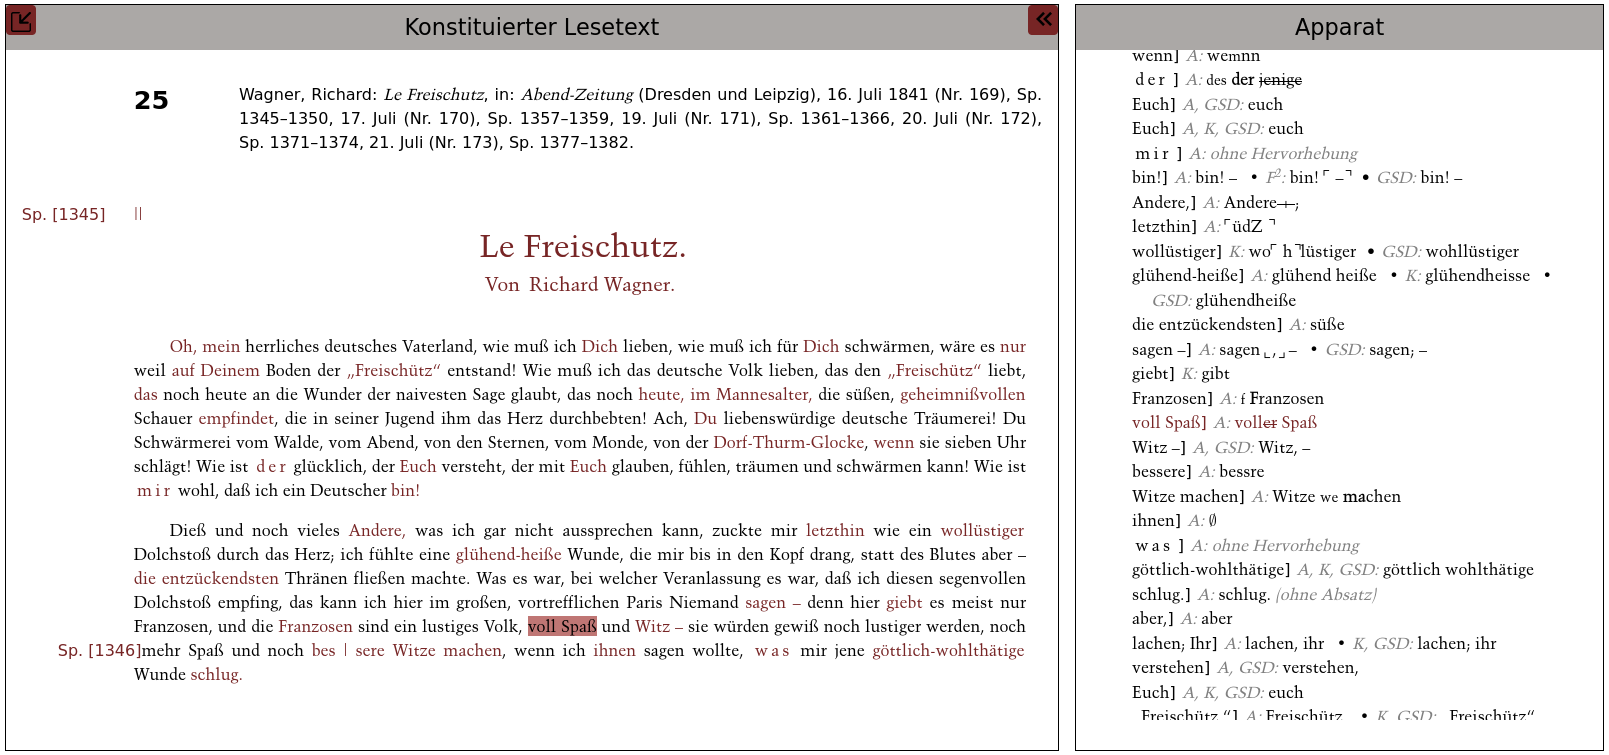 Konstituierter Lesetext
25
Wagner, Richard: Le Freischutz, in: Abend-Zeitung (Dresden und Leipzig), 16. Juli 1841 (Nr. 169), Sp.
1345–1350, 17. Juli (Nr. 170), Sp. 1357–1359, 19. Juli (Nr. 171), Sp. 1361–1366, 20. Juli (Nr. 172),
Sp. 1371–1374, 21. Juli (Nr. 173), Sp. 1377–1382.
Sp. [1345] ||
Le Freischutz.
Von Richard Wagner.
Oh, mein herrliches deutsches Vaterland, wie muß ich Dich lieben, wie muß ich für Dich schwärmen, wäre es nur
weil auf Deinem Boden der „Freischütz“ entstand! Wie muß ich das deutsche Volk lieben, das den „Freischütz“ liebt,
das noch heute an die Wunder der naivesten Sage glaubt, das noch heute, im Mannesalter, die süßen, geheimnißvollen
Schauer empfindet, die in seiner Jugend ihm das Herz durchbebten! Ach, Du liebenswürdige deutsche Träumerei! Du
Schwärmerei vom Walde, vom Abend, von den Sternen, vom Monde, von der Dorf-Thurm-Glocke, wenn sie sieben Uhr
schlägt! Wie ist der glücklich, der Euch versteht, der mit Euch glauben, fühlen, träumen und schwärmen kann! Wie ist
mir wohl, daß ich ein Deutscher bin!
Dieß und noch vieles Andere, was ich gar nicht aussprechen kann, zuckte mir letzthin wie ein wollüstiger
Dolchstoß durch das Herz; ich fühlte eine glühend-heiße Wunde, die mir bis in den Kopf drang, statt des Blutes aber –
die entzückendsten Thränen fließen machte. Was es war, bei welcher Veranlassung es war, daß ich diesen segenvollen
Dolchstoß empfing, das kann ich hier im großen, vortrefflichen Paris Niemand sagen – denn hier giebt es meist nur
Franzosen, und die Franzosen sind ein lustiges Volk, voll Spaß und Witz – sie würden gewiß noch lustiger werden, noch
Sp. [1346] mehr Spaß und noch bes | sere Witze machen, wenn ich ihnen sagen wollte, was mir jene göttlich-wohlthätige
Wunde schlug.
Apparat
wenn] A: wemnn
der ] A: des der jenige
Euch] A, GSD: euch
Euch] A, K, GSD: euch
mir ] A: ohne Hervorhebung
bin!] A: bin! – • F2: bin! ⌜ –⌝ • GSD: bin! –
Andere,] A: Andere–;
letzthin] A: ⌜üdZ ⌝
wollüstiger] K: wo⌜ h ⌝lüstiger • GSD: wohllüstiger
glühend-heiße] A: glühend heiße • K: glühendheisse •
GSD: glühendheiße
die entzückendsten] A: süße
sagen –] A: sagen⌞,⌟ – • GSD: sagen; –
giebt] K: gibt
Franzosen] A: f Franzosen
voll Spaß] A: voller Spaß
Witz –] A, GSD: Witz, –
bessere] A: bessre
Witze machen] A: Witze we machen
ihnen] A: ∅
was ] A: ohne Hervorhebung
göttlich-wohlthätige] A, K, GSD: göttlich wohlthätige
schlug.] A: schlug. (ohne Absatz)
aber,] A: aber
lachen; Ihr] A: lachen, ihr • K, GSD: lachen; ihr
verstehen] A, GSD: verstehen,
Euch] A, K, GSD: euch
Freischütz.“] A: Freischütz. • K, GSD: Freischütz“